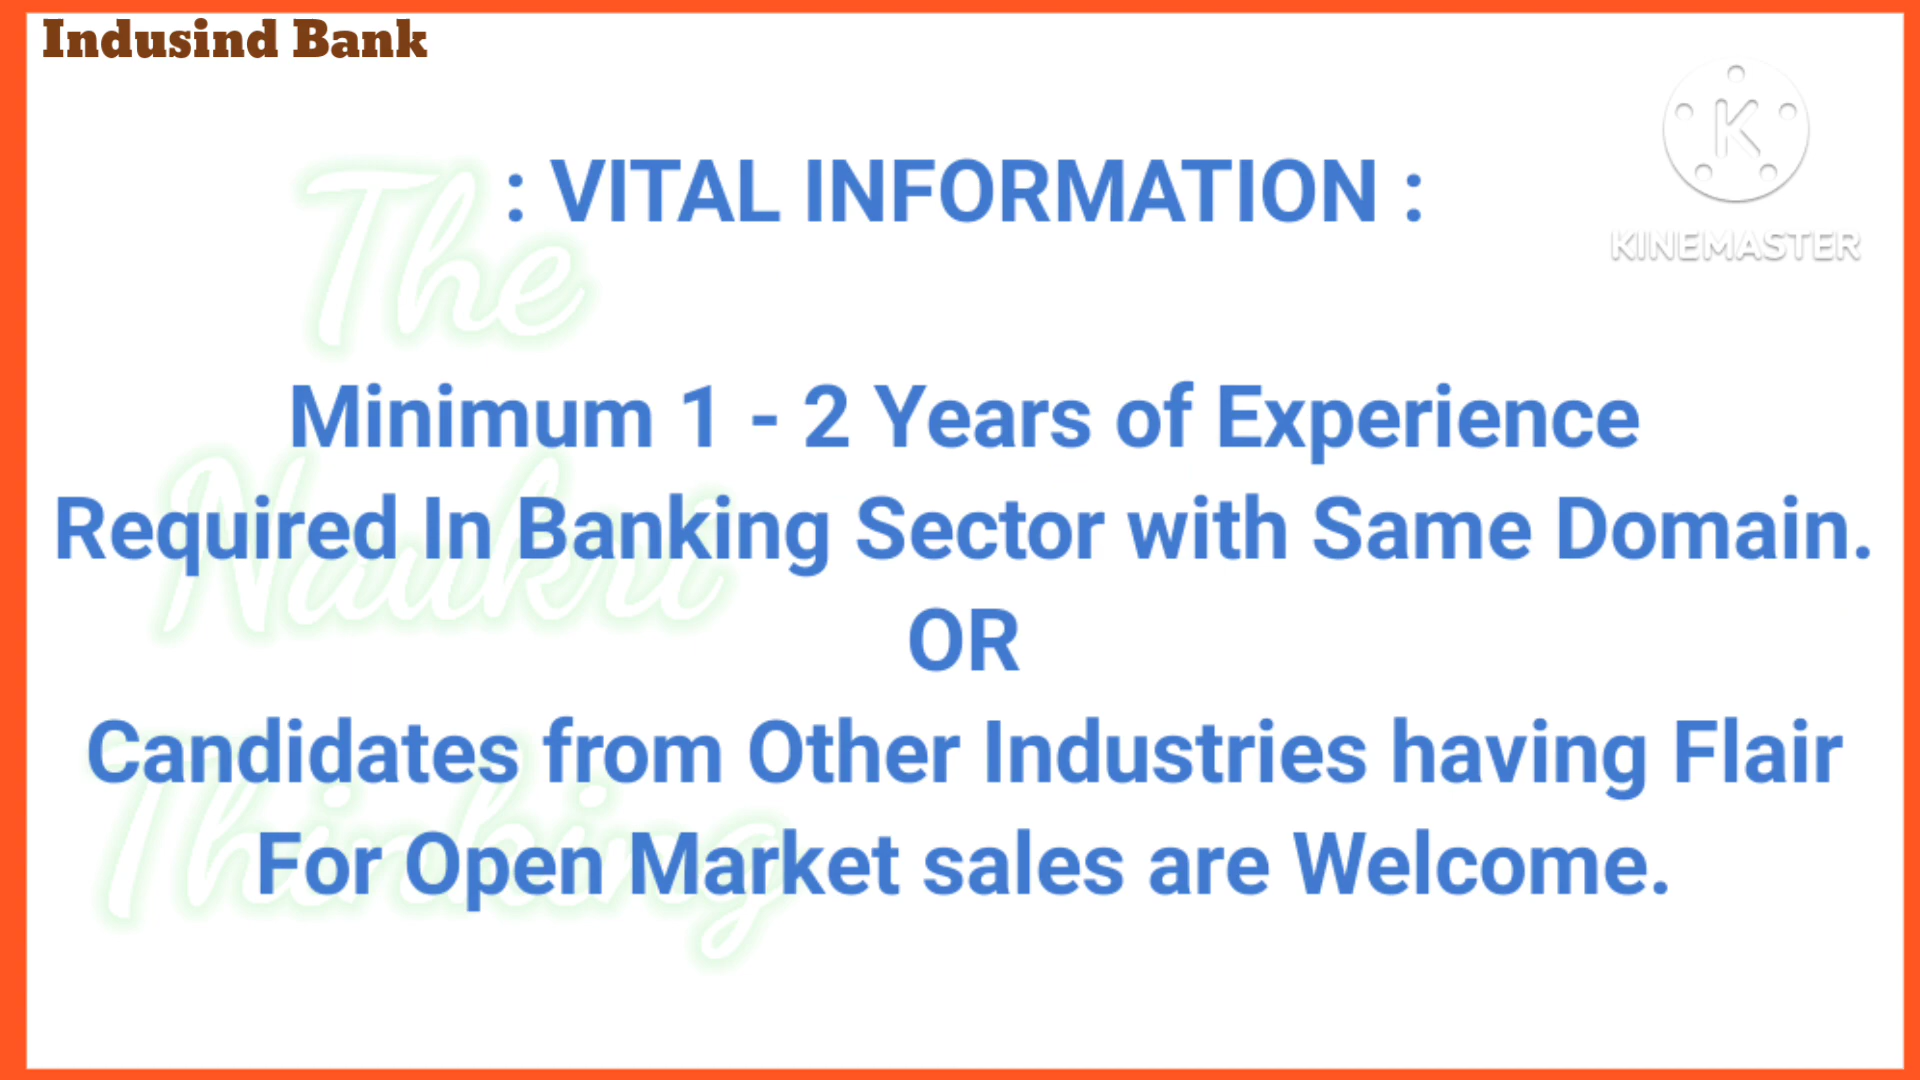 Indusind Bank
KINEMASTER
: VITAL INFORMATION :
The
Minimum 1 - 2 Years of Experience
Naukri
Required In Banking Sector with Same Domain.
OR
Candidates from Other Industries having Flair
Thinking
For Open Market sales are Welcome.